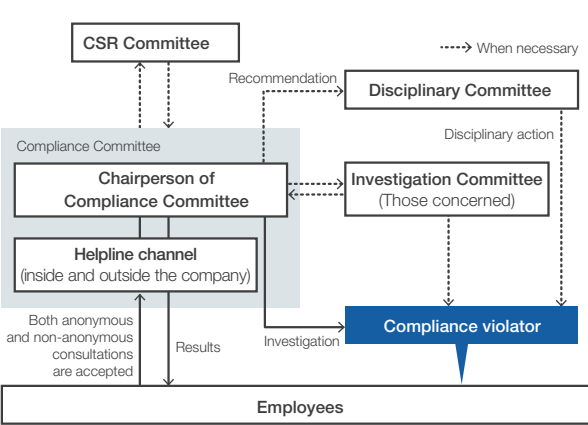 CSR Committee
When necessary
Recommendation
Disciplinary Committee
Disciplinary action
Compliance Committee
Chairperson of
Compliance Committee
Investigation Committee
(Those concerned)
Helpline channel
(inside and outside the company)
Both anonymous
and non-anonymous
consultations
are accepted
Results
Investigation
Compliance violator
Employees